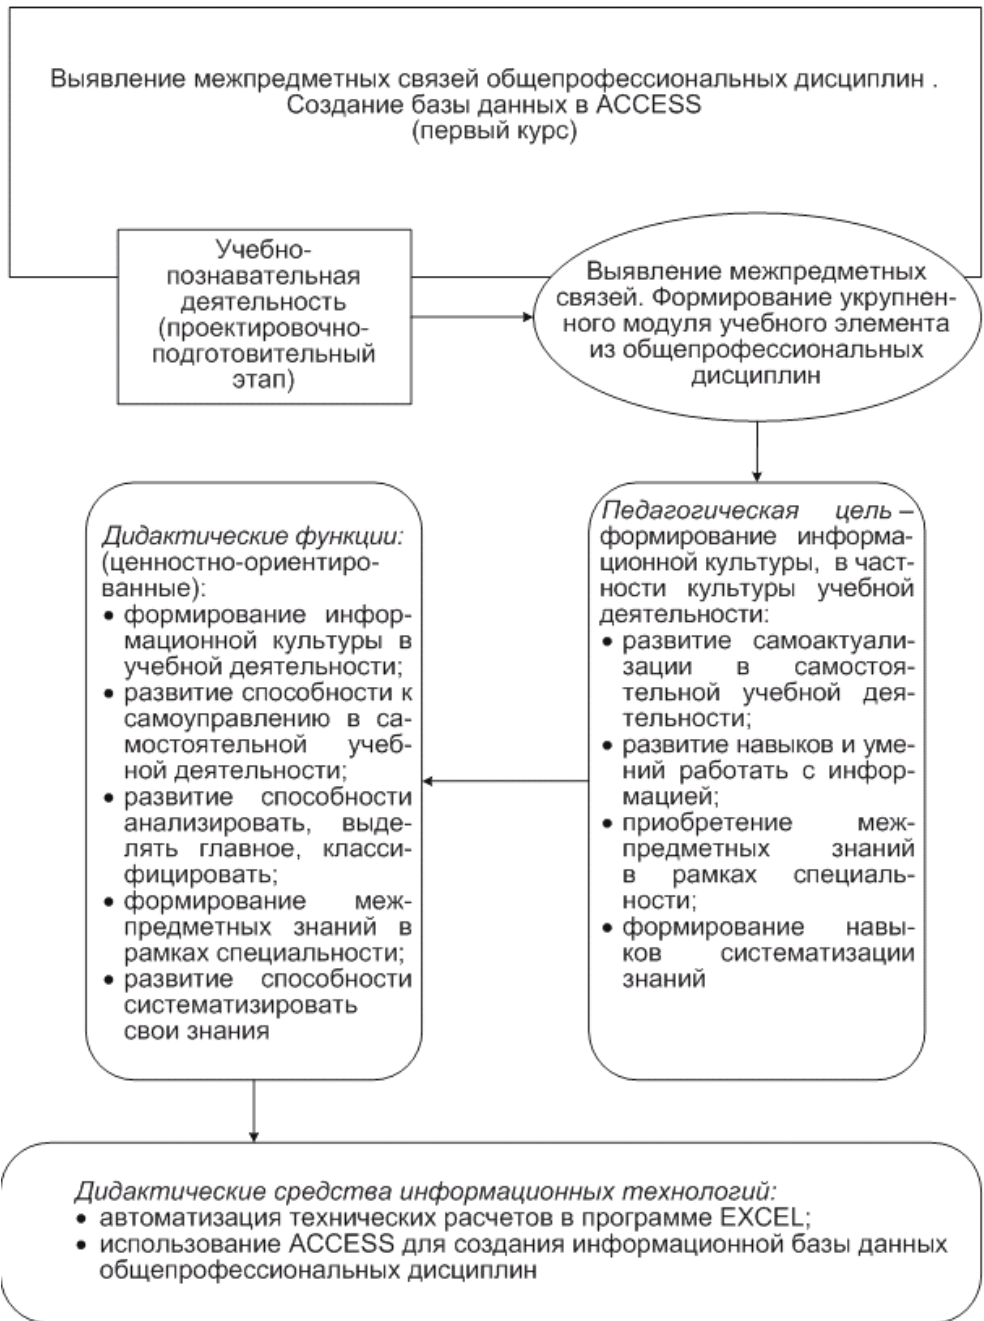 Выявление межпредметных связей общепрофессиональных дисциплин .
Создание базы данных в ACCESS
(первый курс)
Учебно-
познавательная
деятельность
(проектировочно-
подготовительный
этап)
Выявление межпредметных
связей. Формирование укрупнен-
ного модуля учебного элемента
из общепрофессиональных
дисциплин
Педагогическая цель –
формирование информа-
ционной культуры, в част-
ности культуры учебной
деятельности:
• развитие самоактуали-
зации в самостоя-
тельной учебной дея-
тельности;
• развитие навыков и уме-
ний работать с инфор-
мацией;
• приобретение меж-
предметных знаний
в рамках специаль-
ности;
• формирование навы-
ков систематизации
знаний
Дидактические функции:
(ценностно-ориентиро-
ванные):
• формирование инфор-
мационной культуры в
учебной деятельности;
• развитие способности к
самоуправлению в са-
мостоятельной учеб-
ной деятельности;
• развитие способности
анализировать, выде-
лять главное, класси-
фицировать;
• формирование меж-
предметных знаний в
рамках специальности;
• развитие способности
систематизировать
свои знания
Дидактические средства информационных технологий:
• автоматизация технических расчетов в программе EXCEL;
• использование ACCESS для создания информационной базы данных
общепрофессиональных дисциплин